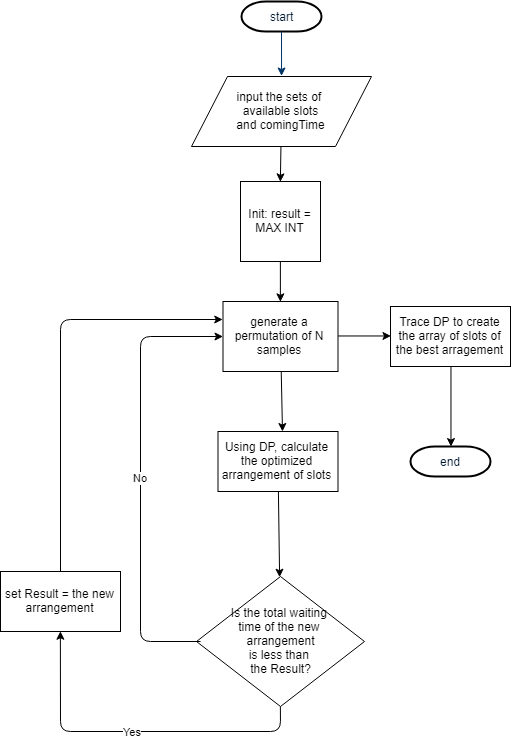 start
input the sets of
available slots
and comingTime
Init: result =
MAX INT
generate a
permutation of N
samples
Trace DP to create
the array of slots of
the best arragement
Using DP, calculate
the optimized
arrangement of slots
end
No
set Result = the new
arrangement
Is the total waiting
time of the new
arrangement
is less than
the Result?
Yes